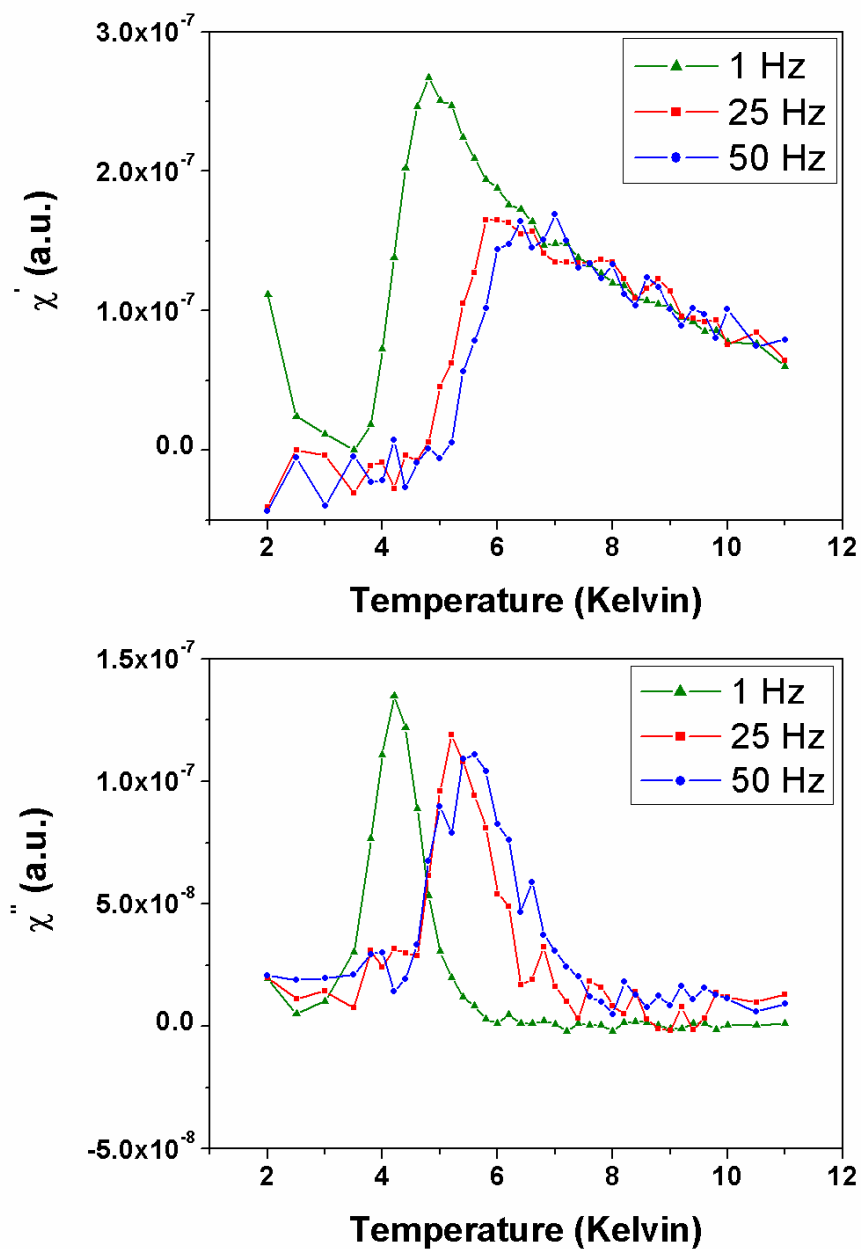 3.0x10⁻⁷
2.0x10⁻⁷
1.0x10⁻⁷
0.0
χ' (a.u.)
1 Hz
25 Hz
50 Hz
2 4 6 8 10 12
Temperature (Kelvin)
1.5x10⁻⁷
1.0x10⁻⁷
5.0x10⁻⁸
0.0
-5.0x10⁻⁸
χ'' (a.u.)
1 Hz
25 Hz
50 Hz
2 4 6 8 10 12
Temperature (Kelvin)